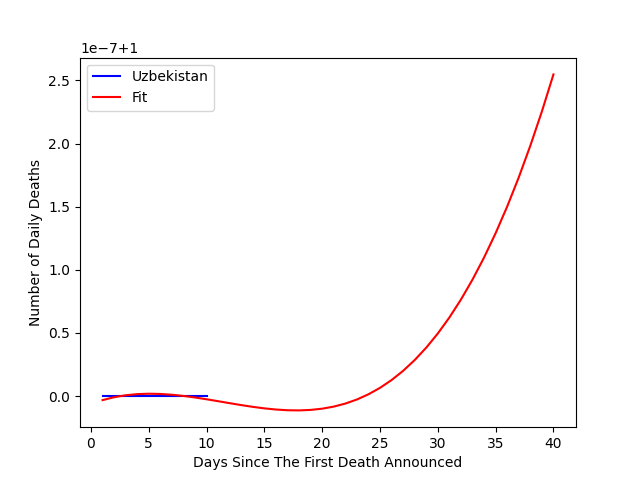 1e−7+1
Uzbekistan
Fit
Number of Daily Deaths
2.5
2.0
1.5
1.0
0.5
0.0
0 5 10 15 20 25 30 35 40
Days Since The First Death Announced